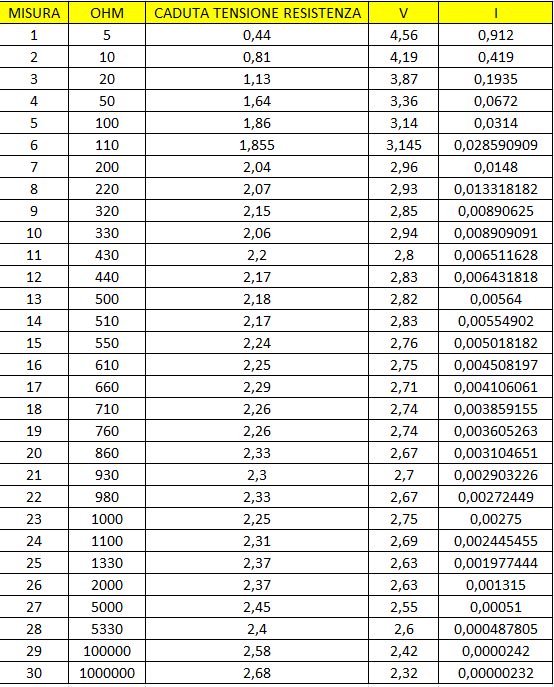 MISURA OHM CADUTA TENSIONE RESISTENZA V I
1 5 0,44 4,56 0,912
2 10 0,81 4,19 0,419
3 20 1,13 3,87 0,1935
4 50 1,64 3,36 0,0672
5 100 1,86 3,14 0,0314
6 110 1,855 3,145 0,028590909
7 200 2,04 2,96 0,0148
8 220 2,07 2,93 0,013318182
9 320 2,15 2,85 0,00890625
10 330 2,06 2,94 0,008909091
11 430 2,2 2,8 0,006511628
12 440 2,17 2,83 0,006431818
13 500 2,18 2,82 0,00564
14 510 2,17 2,83 0,00554902
15 550 2,24 2,76 0,005018182
16 610 2,25 2,75 0,004508197
17 660 2,29 2,71 0,004106061
18 710 2,26 2,74 0,003859155
19 760 2,26 2,74 0,003605263
20 860 2,33 2,67 0,003104651
21 930 2,3 2,7 0,002903226
22 980 2,33 2,67 0,00272449
23 1000 2,25 2,75 0,00275
24 1100 2,31 2,69 0,002445455
25 1330 2,37 2,63 0,001977444
26 2000 2,37 2,63 0,001315
27 5000 2,45 2,55 0,00051
28 5330 2,4 2,6 0,000487805
29 100000 2,58 2,42 0,0000242
30 1000000 2,68 2,32 0,00000232